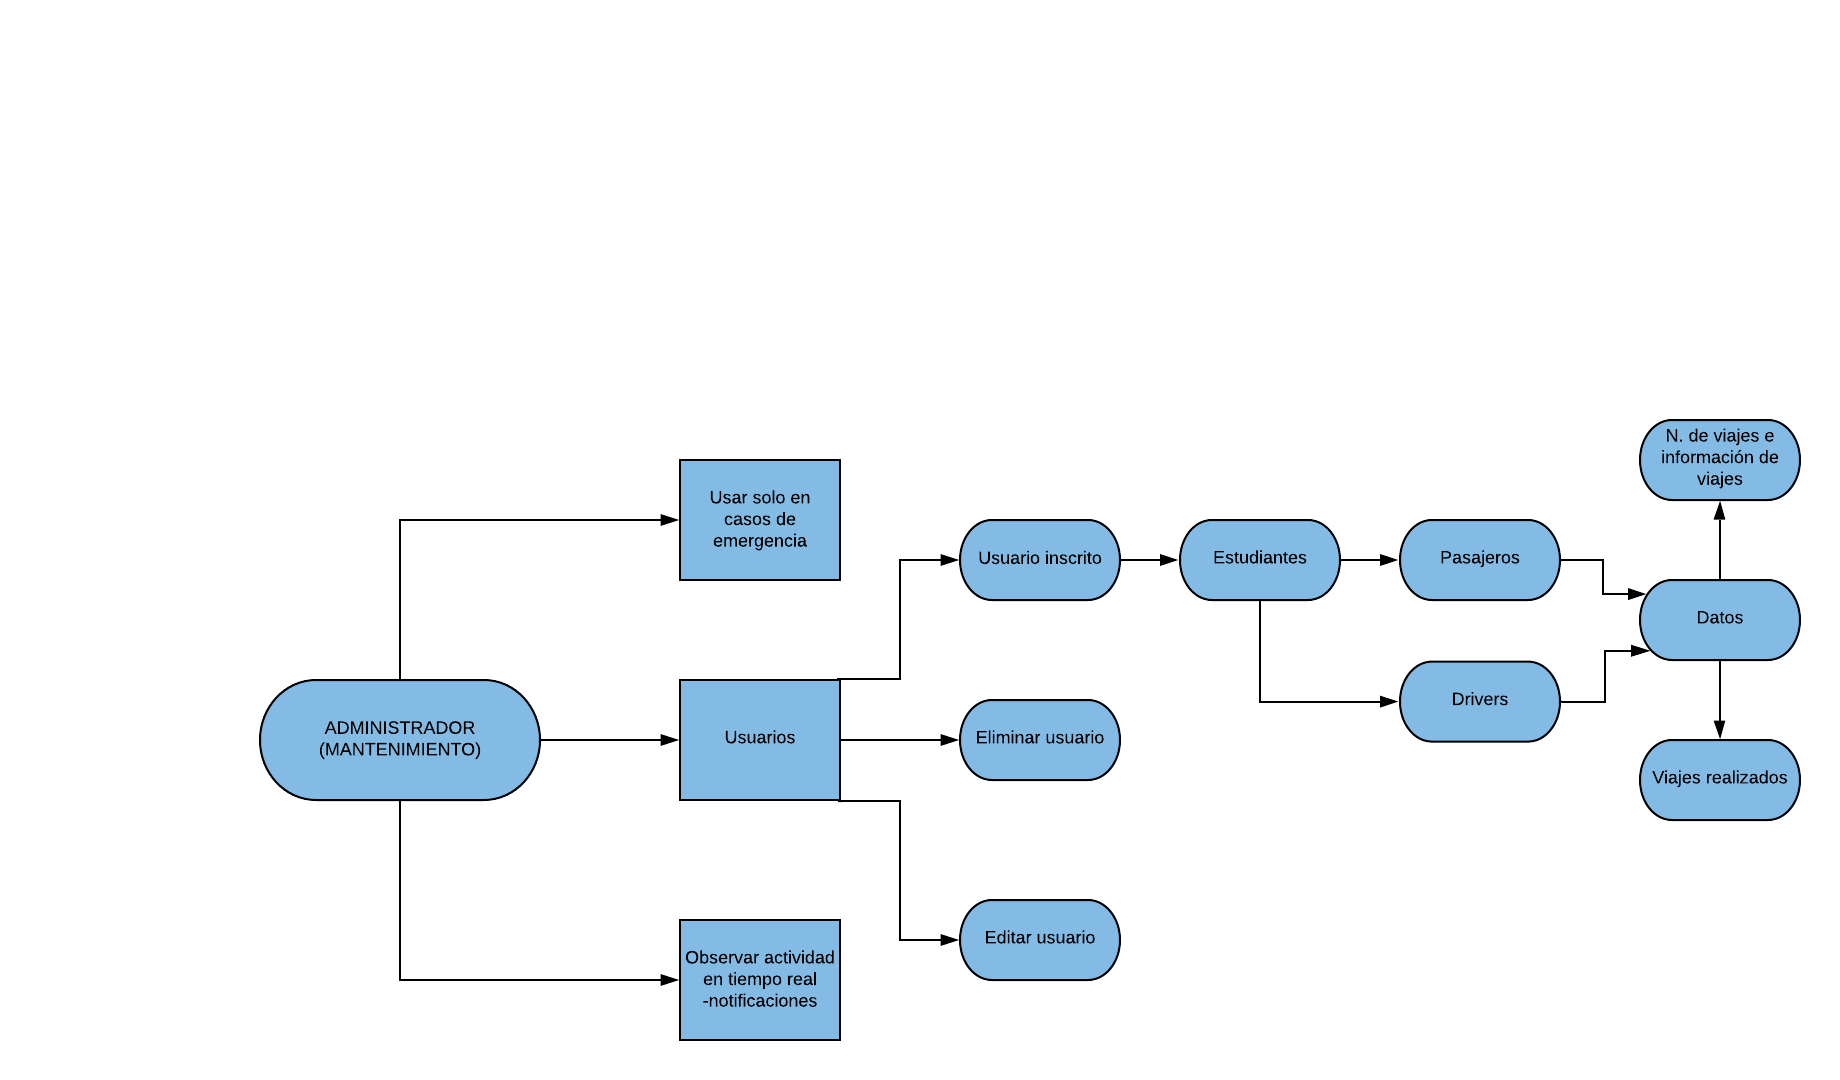 ADMINISTRADOR
(MANTENIMIENTO)
Usar solo en
casos de
emergencia
Usuarios
Observar actividad
en tiempo real
-notificaciones
Usuario inscrito
Eliminar usuario
Editar usuario
Estudiantes
Pasajeros
Drivers
N. de viajes e
información de
viajes
Datos
Viajes realizados